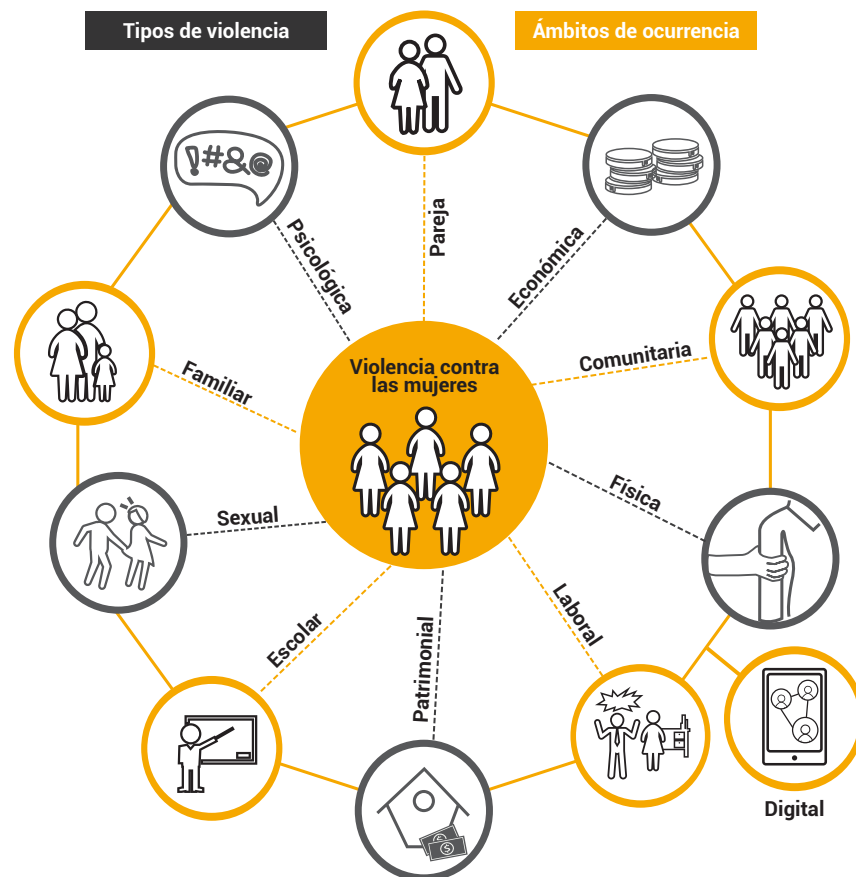 Tipos de violencia
Ámbitos de ocurrencia
!#&@
Pareja
Psicológica
Económica
Violencia contra
las mujeres
Comunitaria
Familiar
Física
Sexual
Laboral
Escolar
Patrimonial
$
Digital